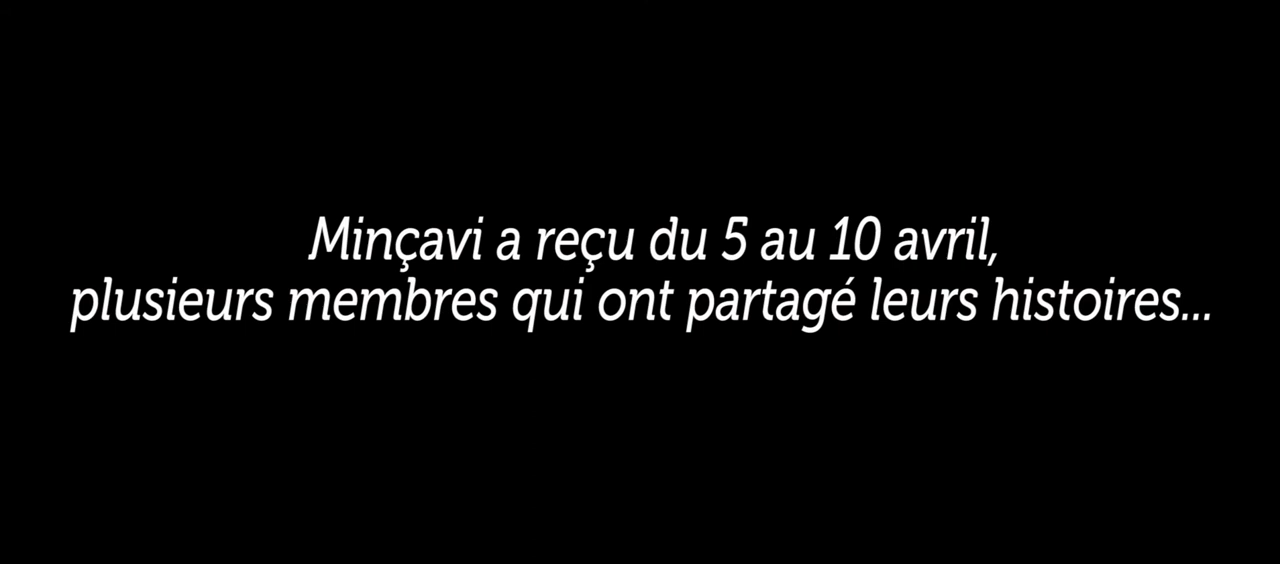 Minçavi a reçu du 5 au 10 avril,
plusieurs membres qui ont partagé leurs histoires...